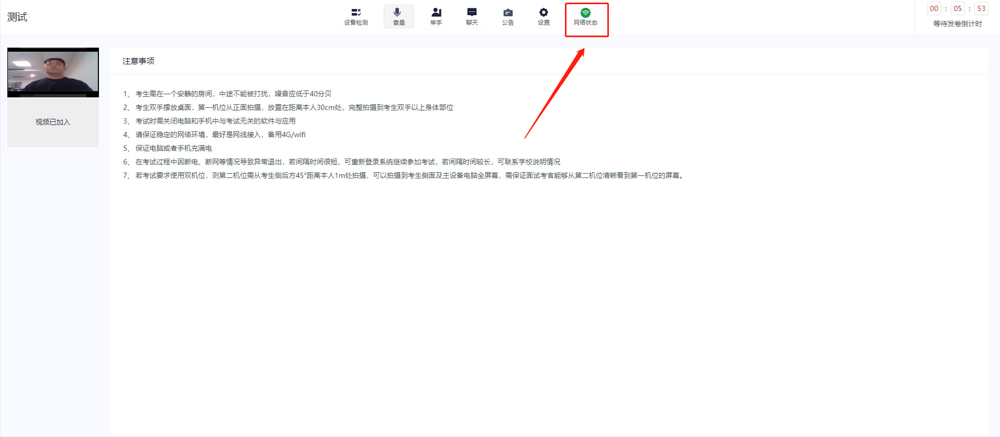 测试
设备检测
音量
举手
聊天
公告
设置
网络状态
00 : 05 : 53
等待发卷倒计时
视频已加入
注意事项
1、 考生需在一个安静的房间，中途不能被打扰，噪音应低于40分贝
2、 考生双手摆放桌面，第一机位从正面拍摄，放置在距离本人30cm处，完整拍摄到考生双手以上身体部位
3、 考试时需关闭电脑和手机中与考试无关的软件与应用
4、 请保证稳定的网络环境，最好是网线接入，备用4G/wifi
5、 保证电脑或者手机充满电
6、 在考试过程中因断电、断网等情况导致异常退出，若间隔时间很短，可重新登录系统继续参加考试，若间隔时间较长，可联系学校说明情况
7、 若考试要求使用双机位，则第二机位需从考生侧后方45°距离本人1m处拍摄，可以拍摄到考生侧面及主设备电脑全屏幕，需保证面试考官能够从第二机位清晰看到第一机位的屏幕。